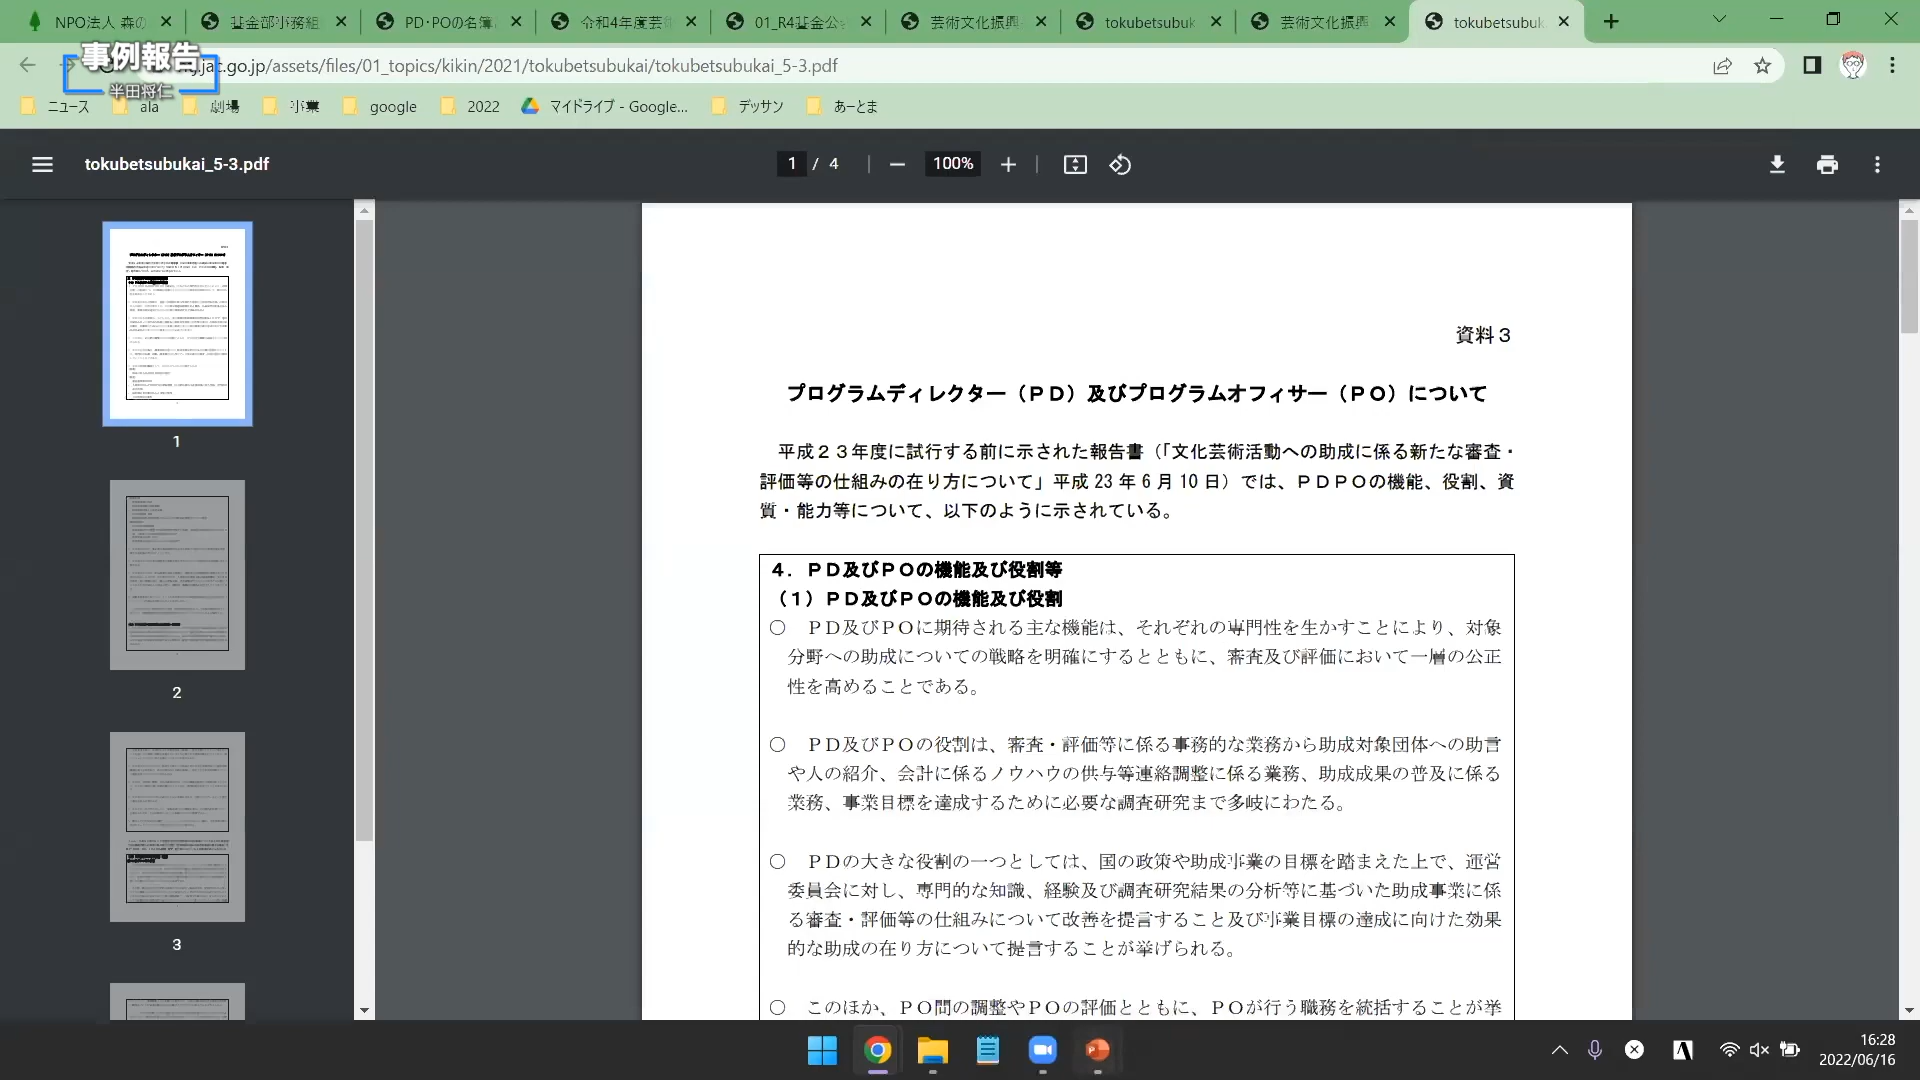 NPO法人 森の
基金部事務組
PD・POの名簿
令和4年度芸術
01_R4基金公
芸術文化振興
tokubetsubuk
芸術文化振興
tokubetsubuk
事例報告
半田将仁
j.jac.go.jp/assets/files/01_topics/kikin/2021/tokubetsubukai/tokubetsubukai_5-3.pdf
ニュース
ala
劇場
事業
google
2022
マイドライブ - Google...
デッサン
あーとま
tokubetsubukai_5-3.pdf
1 / 4
100%
1
2
3
資料３
プログラムディレクター（ＰＤ）及びプログラムオフィサー（ＰＯ）について
平成２３年度に試行する前に示された報告書（「文化芸術活動への助成に係る新たな審査・
評価等の仕組みの在り方について」平成 23 年 6 月 10 日）では、ＰＤＰＯの機能、役割、資
質・能力等について、以下のように示されている。
４．ＰＤ及びＰＯの機能及び役割等
（１）ＰＤ及びＰＯの機能及び役割
○　ＰＤ及びＰＯに期待される主な機能は、それぞれの専門性を生かすことにより、対象
分野への助成についての戦略を明確にするとともに、審査及び評価において一層の公正
性を高めることである。
○　ＰＤ及びＰＯの役割は、審査・評価等に係る事務的な業務から助成対象団体への助言
や人の紹介、会計に係るノウハウの供与等連絡調整に係る業務、助成成果の普及に係る
業務、事業目標を達成するために必要な調査研究まで多岐にわたる。
○　ＰＤの大きな役割の一つとしては、国の政策や助成事業の目標を踏まえた上で、運営
委員会に対し、専門的な知識、経験及び調査研究結果の分析等に基づいた助成事業に係
る審査・評価等の仕組みについて改善を提言すること及び事業目標の達成に向けた効果
的な助成の在り方について提言することが挙げられる。
○　このほか、ＰＯ間の調整やＰＯの評価とともに、ＰＯが行う職務を統括することが挙
16:28
2022/06/16